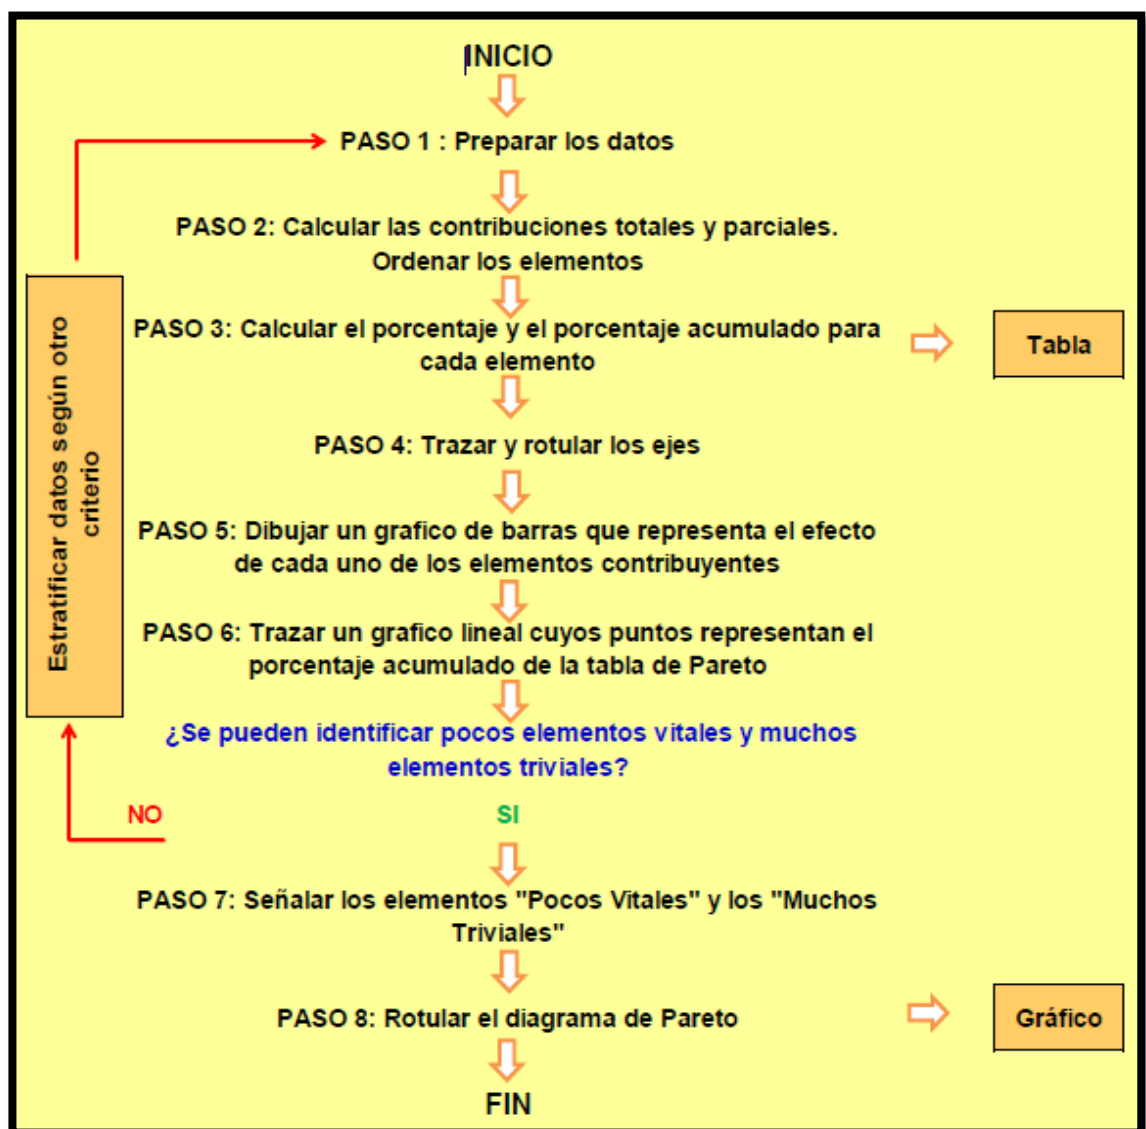 INICIO
PASO 1 : Preparar los datos
PASO 2: Calcular las contribuciones totales y parciales.
Ordenar los elementos
PASO 3: Calcular el porcentaje y el porcentaje acumulado para
cada elemento
Tabla
PASO 4: Trazar y rotular los ejes
Estratificar datos según otro
criterio
PASO 5: Dibujar un grafico de barras que representa el efecto
de cada uno de los elementos contribuyentes
PASO 6: Trazar un grafico lineal cuyos puntos representan el
porcentaje acumulado de la tabla de Pareto
¿Se pueden identificar pocos elementos vitales y muchos
elementos triviales?
NO
SI
PASO 7: Señalar los elementos "Pocos Vitales" y los "Muchos
Triviales"
PASO 8: Rotular el diagrama de Pareto
Gráfico
FIN